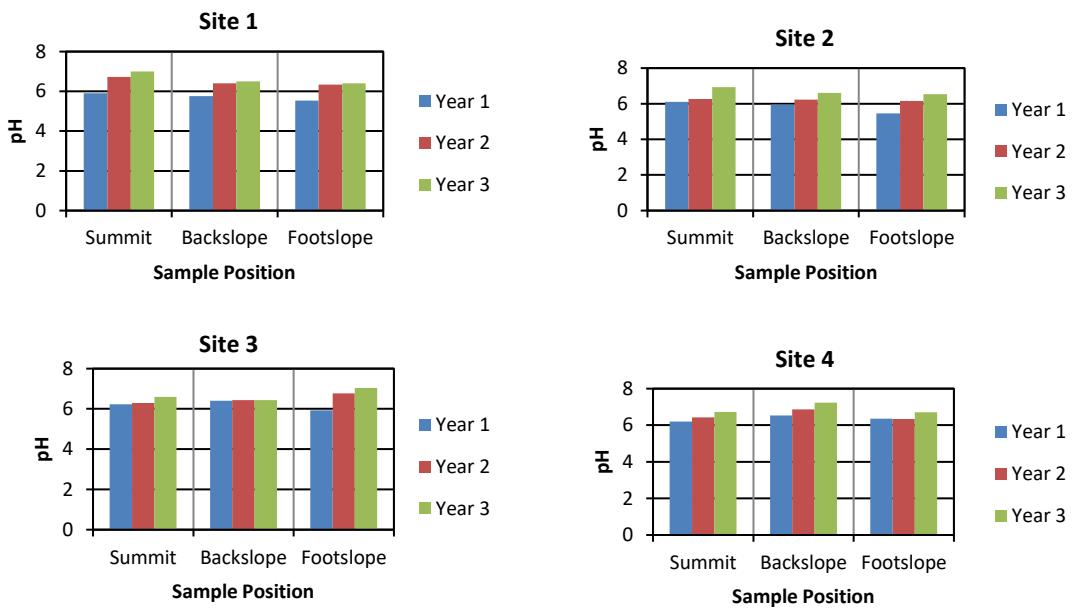 Site 1
8
6
4
2
0
pH
Summit Backslope Footslope
Sample Position
Year 1
Year 2
Year 3
Site 2
8
6
4
2
0
pH
Summit Backslope Footslope
Sample Position
Year 1
Year 2
Year 3
Site 3
8
6
4
2
0
pH
Summit Backslope Footslope
Sample Position
Year 1
Year 2
Year 3
Site 4
8
6
4
2
0
pH
Summit Backslope Footslope
Sample Position
Year 1
Year 2
Year 3